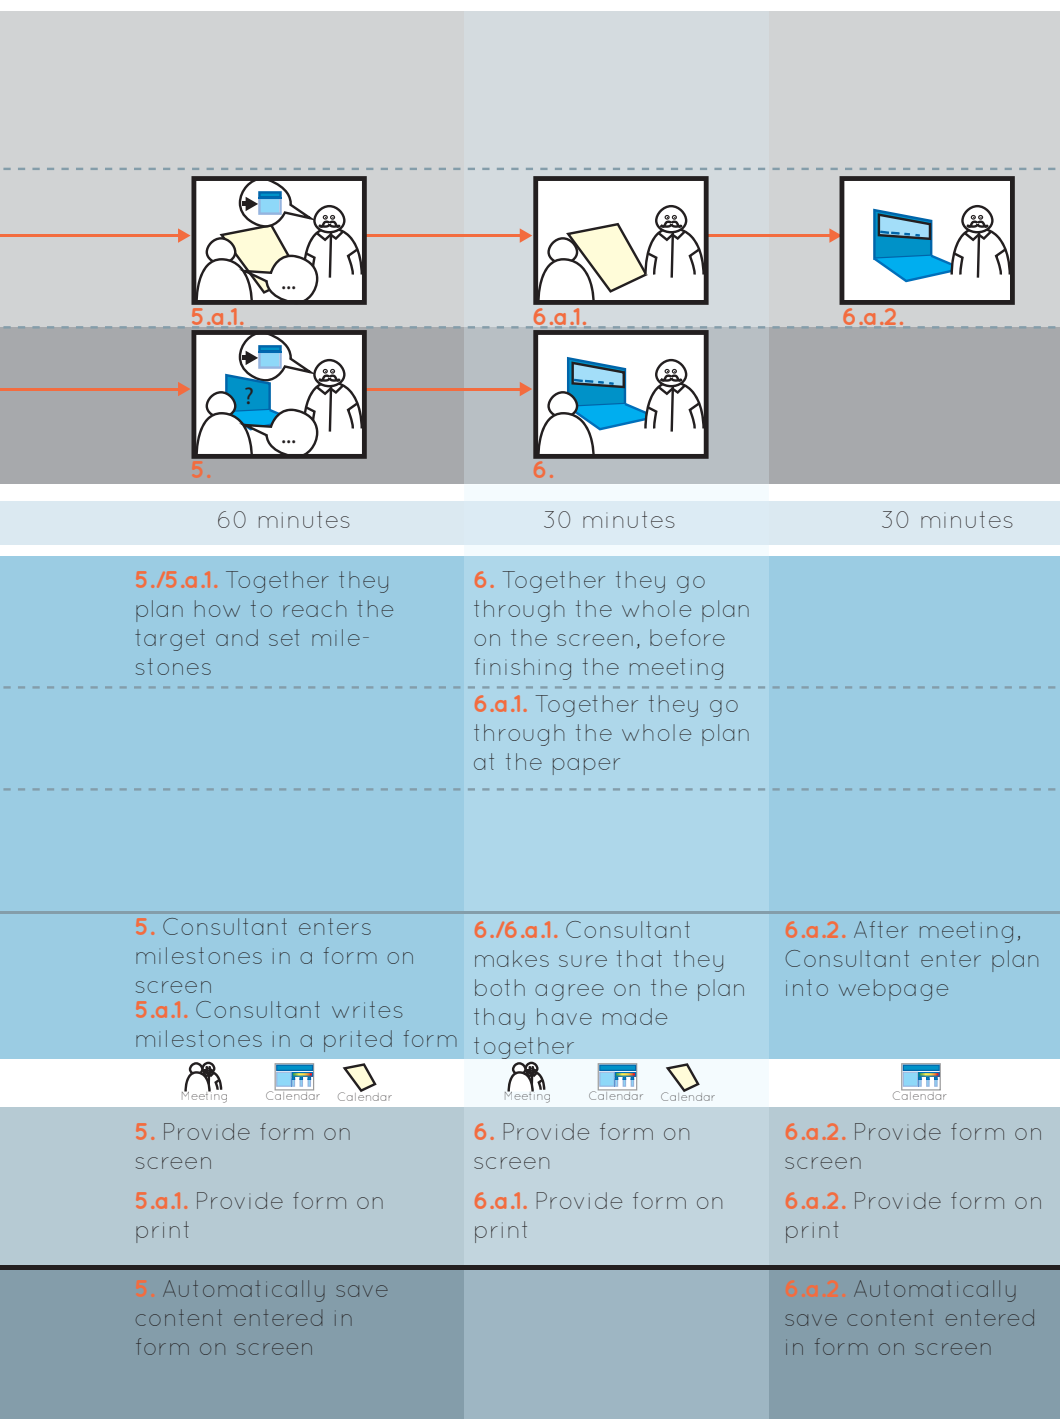 5.a.1.
6.a.1.
6.a.2.
?
...
...
5.
6.
60 minutes
30 minutes
30 minutes
5./5.a.1. Together they
plan how to reach the
target and set mile-
stones
6. Together they go
through the whole plan
on the screen, before
finishing the meeting
6.a.1. Together they go
through the whole plan
at the paper
5. Consultant enters
milestones in a form on
screen
5.a.1. Consultant writes
milestones in a prited form
6./6.a.1. Consultant
makes sure that they
both agree on the plan
thay have made
together
6.a.2. After meeting,
Consultant enter plan
into webpage
Meeting
Calendar
Calendar
Meeting
Calendar
Calendar
Calendar
5. Provide form on
screen
5.a.1. Provide form on
print
6. Provide form on
screen
6.a.1. Provide form on
print
6.a.2. Provide form on
screen
6.a.2. Provide form on
print
5. Automatically save
content entered in
form on screen
6.a.2. Automatically
save content entered
in form on screen